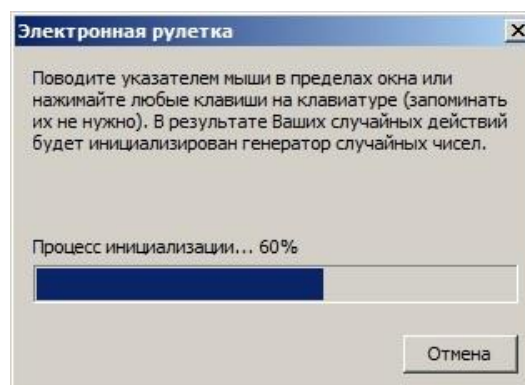 Электронная рулетка
Поводите указателем мыши в пределах окна или
нажимайте любые клавиши на клавиатуре (запоминать
их не нужно). В результате Ваших случайных действий
будет инициализирован генератор случайных чисел.
Процесс инициализации... 60%
Отмена